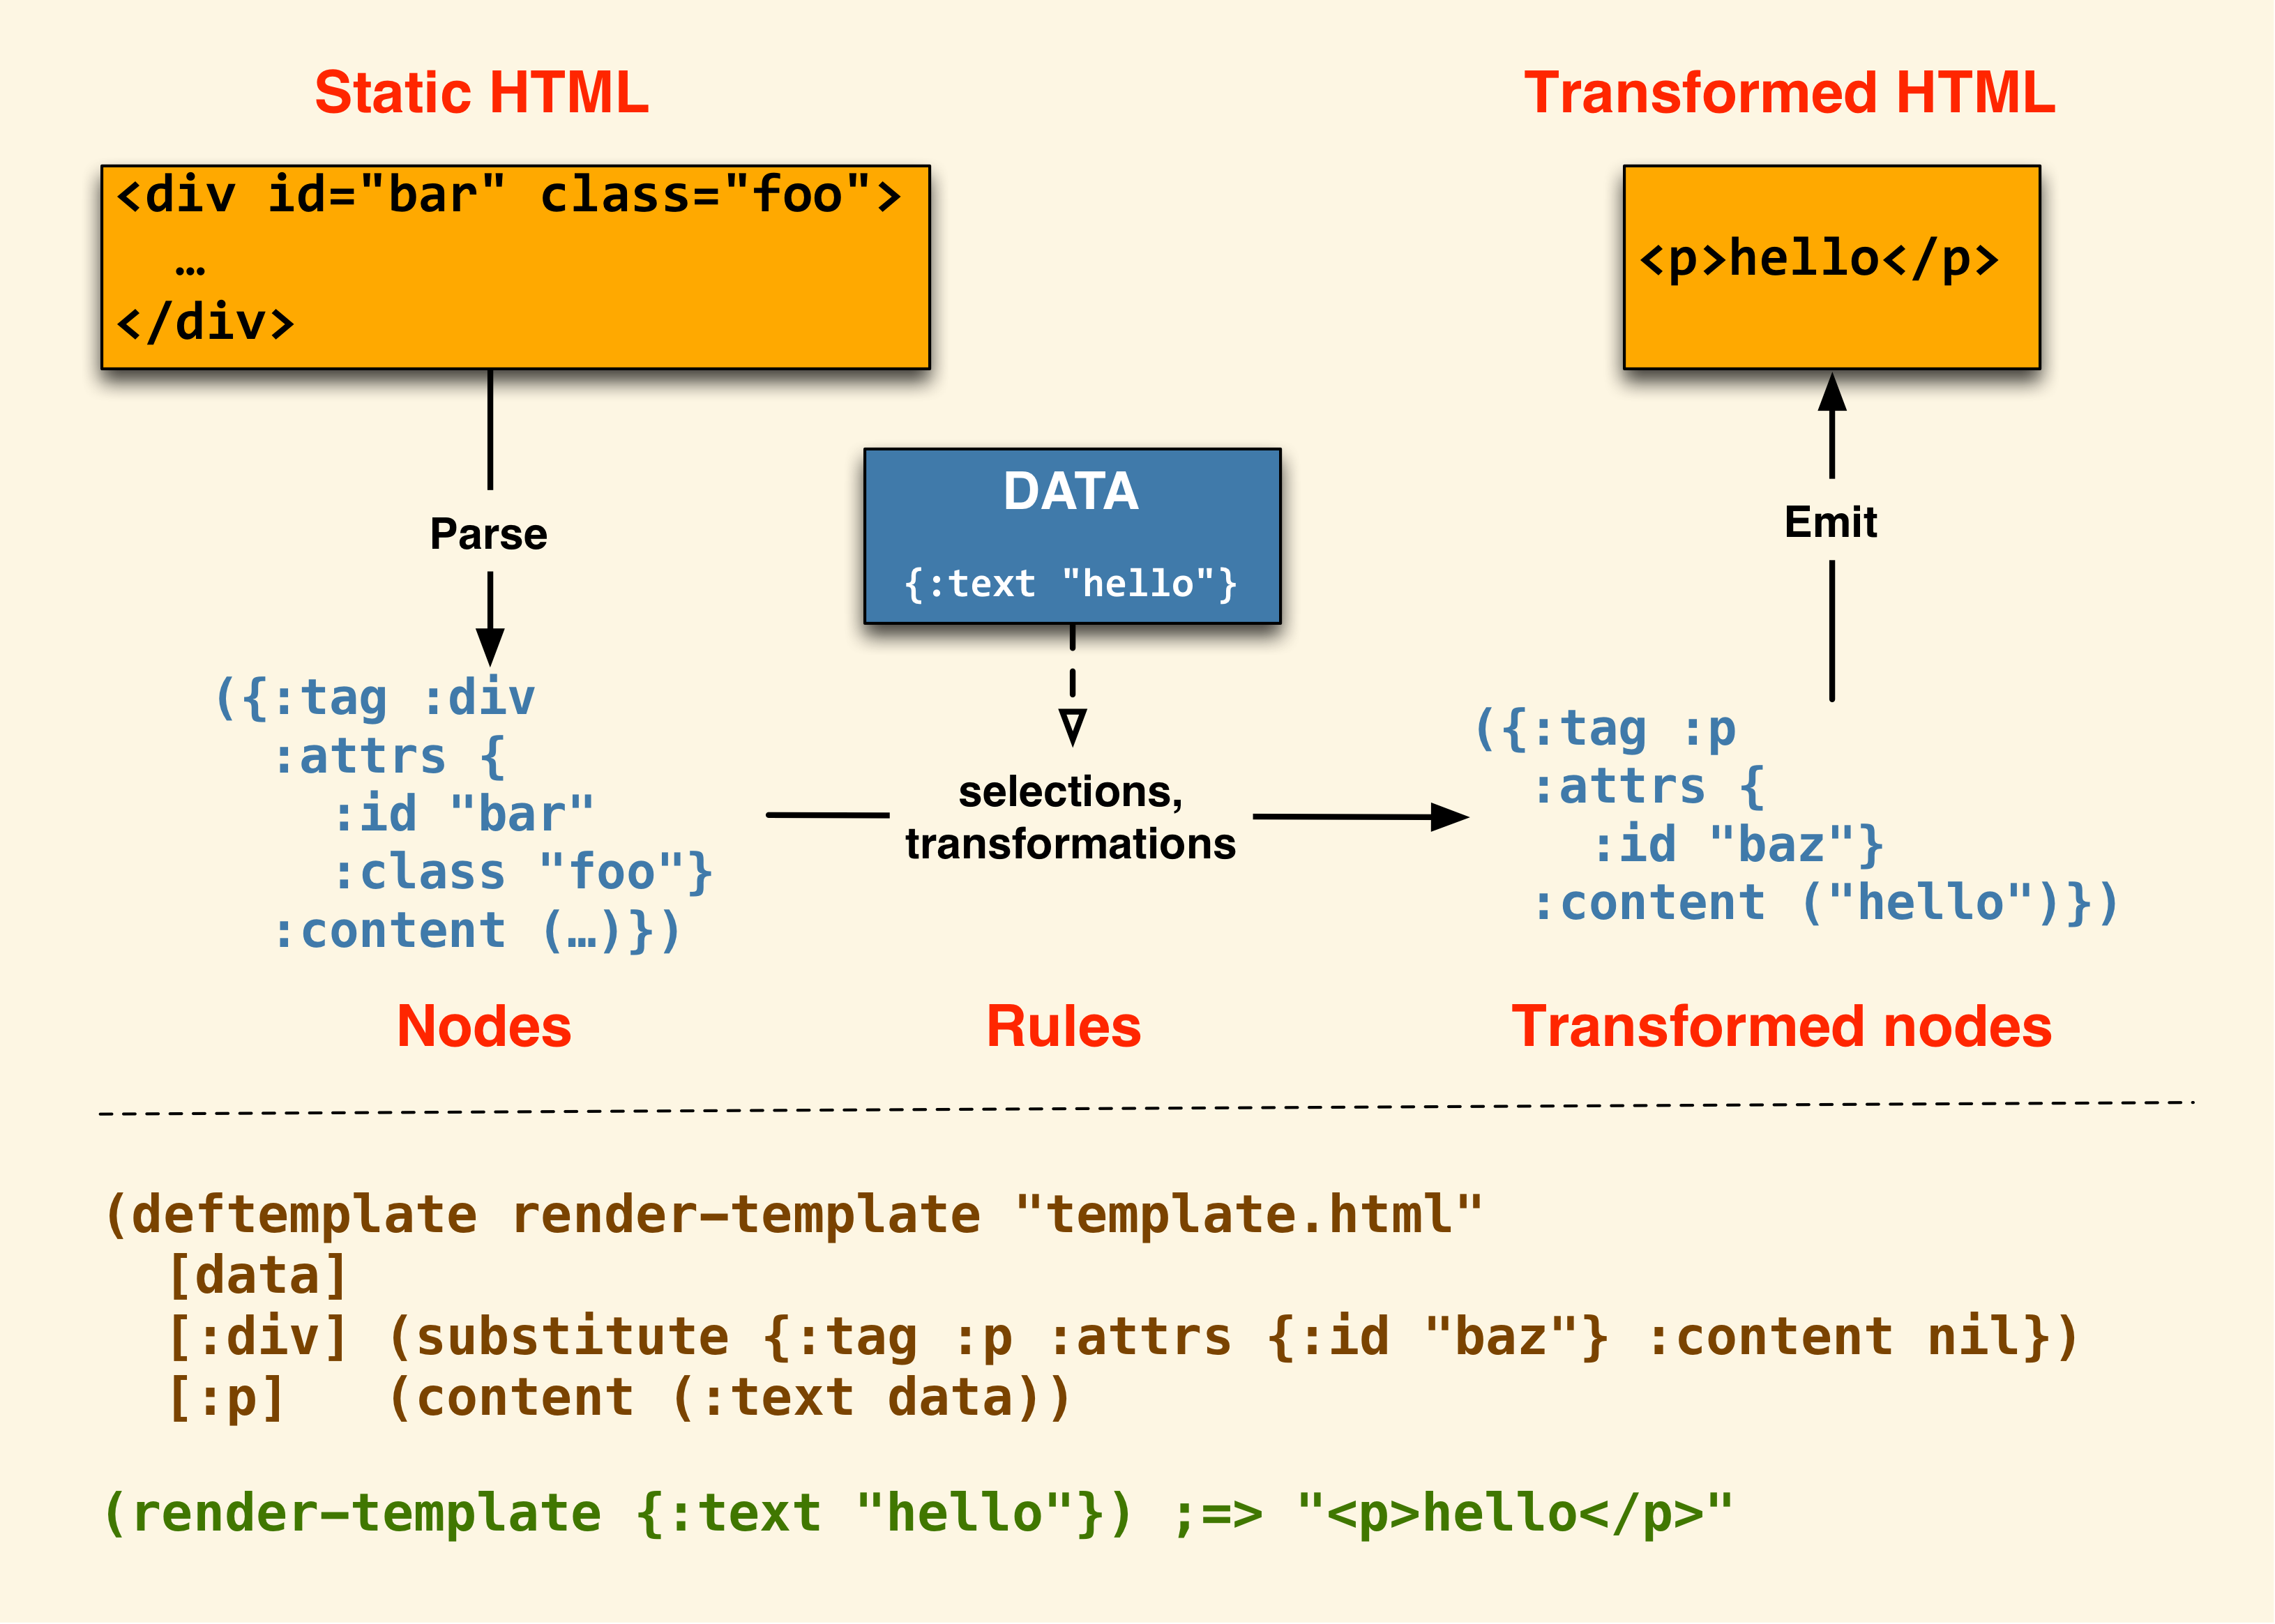 Static HTML
<div id="bar" class="foo">
  …
</div>
Parse
({:tag :div
  :attrs {
    :id "bar"
    :class "foo"}
  :content (…)})
Nodes
DATA
{:text "hello"}
selections,
transformations
Rules
Transformed HTML
<p>hello</p>
Emit
({:tag :p
  :attrs {
    :id "baz"}
  :content ("hello")})
Transformed nodes
(deftemplate render-template "template.html"
  [data]
  [:div] (substitute {:tag :p :attrs {:id "baz"} :content nil})
  [:p]   (content (:text data))
(render-template {:text "hello"}) ;=> "<p>hello</p>"